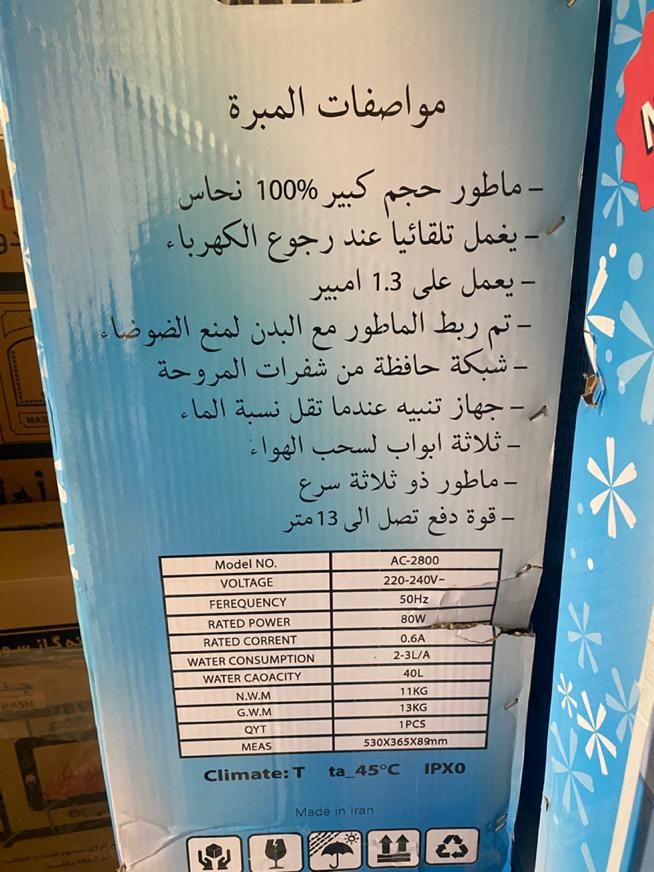 مواصفات المبرة
- ماطور حجم كبير 100% نحاس
- يغمل تلقائيا عند رجوع الكهرباء
- يعمل على 1.3 امبير
- تم ربط الماطور مع البدن لمنع الضوضاء
- شبكة حافظة من شفرات المروحة
- جهاز تنبيه عندما تقل نسبة الماء
- ثلاثة ابواب لسحب الهواء
- ماطور ذو ثلاثة سرع
- قوة دفع تصل الى 13 متر
Model NO. AC-2800
VOLTAGE 220-240V~
FEREQUENCY 50Hz
RATED POWER 80W
RATED CORRENT 0.6A
WATER CONSUMPTION 2-3L/A
WATER CAOACITY 40L
N.W.M 11KG
G.W.M 13KG
QYT 1PCS
MEAS 530X365X89mm
Climate: T ta_45°C IPX0
Made in Iran